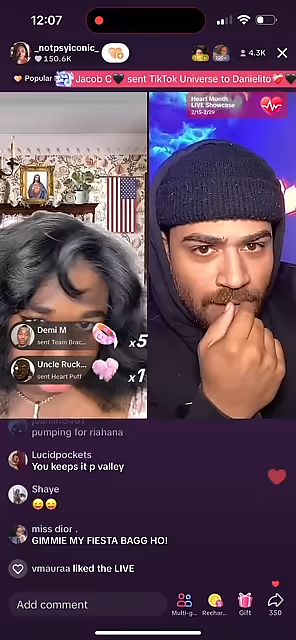 12:07
_notpsyiconic_
150.6K
4.3K
Popular
Jacob C🖤 sent TikTok Universe to Danielito
Heart Month
LIVE Showcase
2/15-2/29
Demi M
sent Team Brac...
x5
Uncle Ruck...
sent Heart Puff
x1
pumping for riahana
Lucidpockets
You keeps it p valley
Shaye
😝😝
miss dior .
GIMMIE MY FIESTA BAGG HO!
vmauraa liked the LIVE
Add comment
Multi-g...
Rechar...
Gift
350